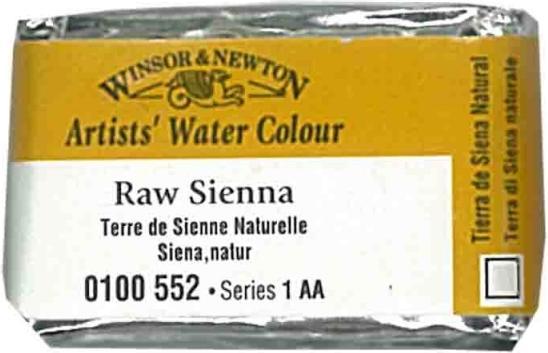 WINSOR & NEWTON
Artists' Water Colour
Raw Sienna
Terre de Sienne Naturelle
Siena,natur
0100 552 • Series 1 AA
Tierra de Siena Natural
Terra di Siena naturale